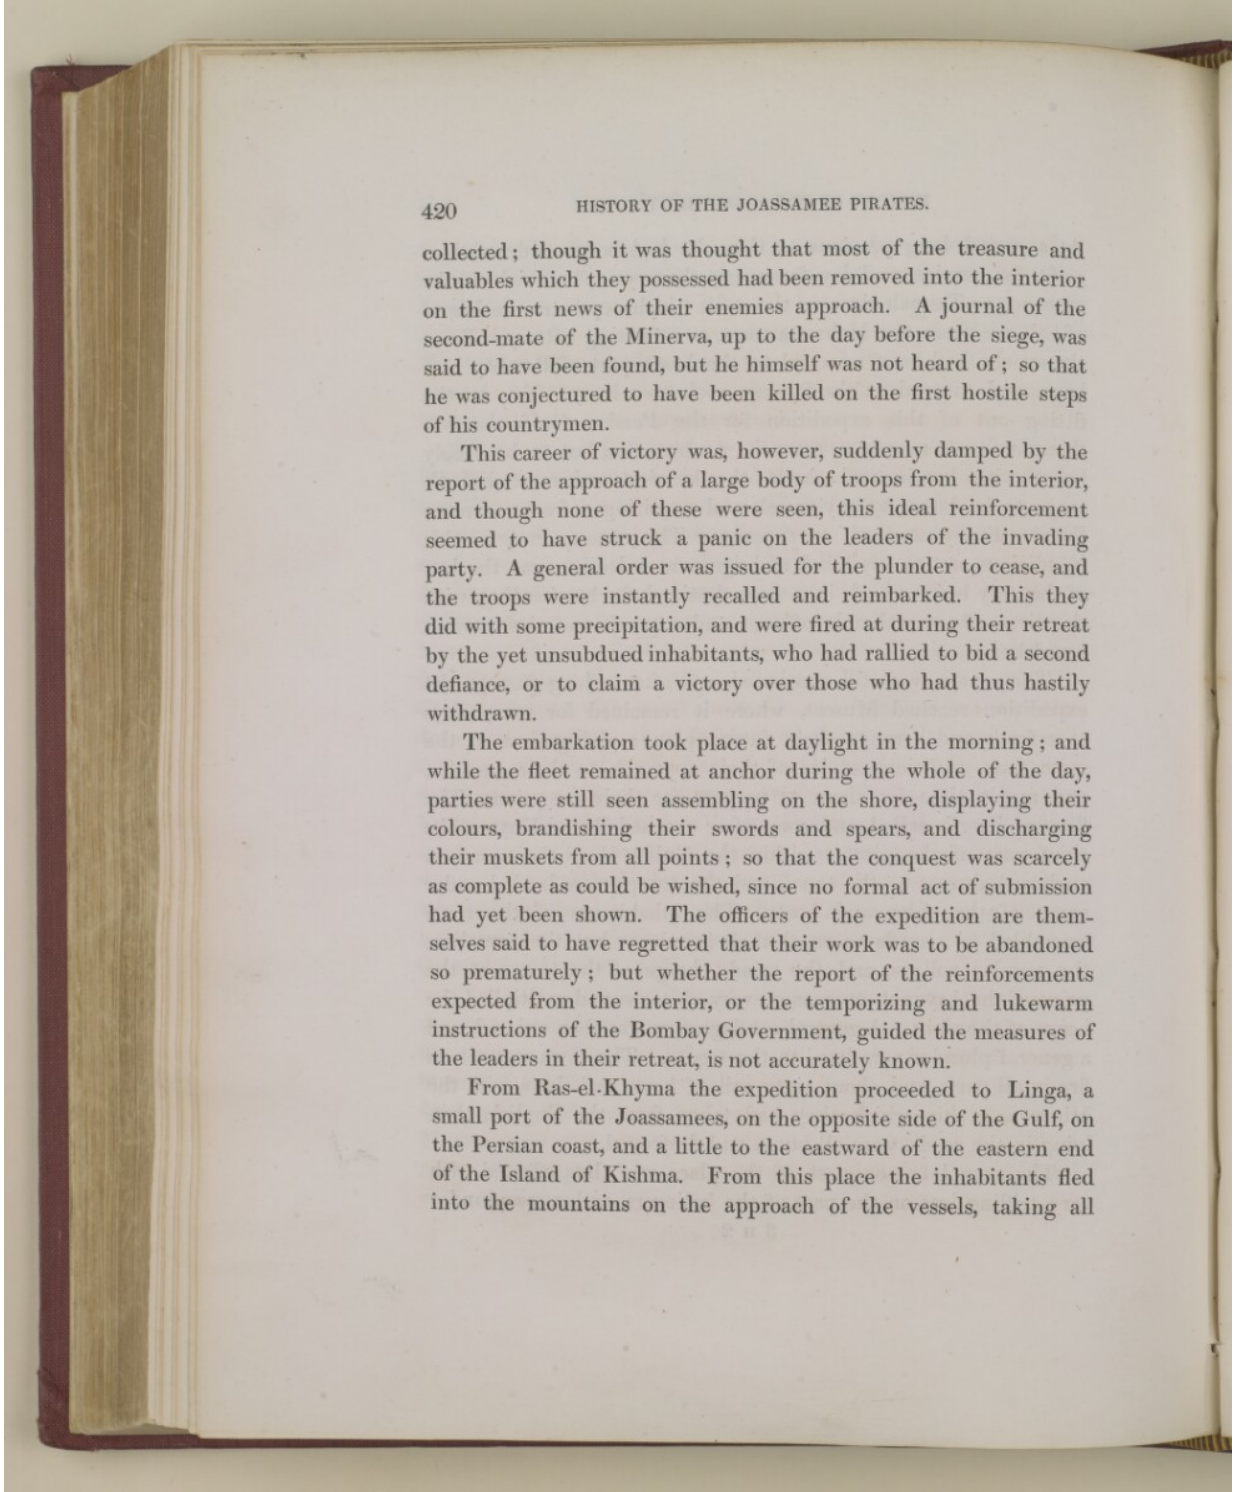 420 HISTORY OF THE JOASSAMEE PIRATES.
collected; though it was thought that most of the treasure and
valuables which they possessed had been removed into the interior
on the first news of their enemies approach. A journal of the
second-mate of the Minerva, up to the day before the siege, was
said to have been found, but he himself was not heard of; so that
he was conjectured to have been killed on the first hostile steps
of his countrymen.
This career of victory was, however, suddenly damped by the
report of the approach of a large body of troops from the interior,
and though none of these were seen, this ideal reinforcement
seemed to have struck a panic on the leaders of the invading
party. A general order was issued for the plunder to cease, and
the troops were instantly recalled and reimbarked. This they
did with some precipitation, and were fired at during their retreat
by the yet unsubdued inhabitants, who had rallied to bid a second
defiance, or to claim a victory over those who had thus hastily
withdrawn.
The embarkation took place at daylight in the morning; and
while the fleet remained at anchor during the whole of the day,
parties were still seen assembling on the shore, displaying their
colours, brandishing their swords and spears, and discharging
their muskets from all points; so that the conquest was scarcely
as complete as could be wished, since no formal act of submission
had yet been shown. The officers of the expedition are them-
selves said to have regretted that their work was to be abandoned
so prematurely; but whether the report of the reinforcements
expected from the interior, or the temporizing and lukewarm
instructions of the Bombay Government, guided the measures of
the leaders in their retreat, is not accurately known.
From Ras-el-Khyma the expedition proceeded to Linga, a
small port of the Joassamees, on the opposite side of the Gulf, on
the Persian coast, and a little to the eastward of the eastern end
of the Island of Kishma. From this place the inhabitants fled
into the mountains on the approach of the vessels, taking all